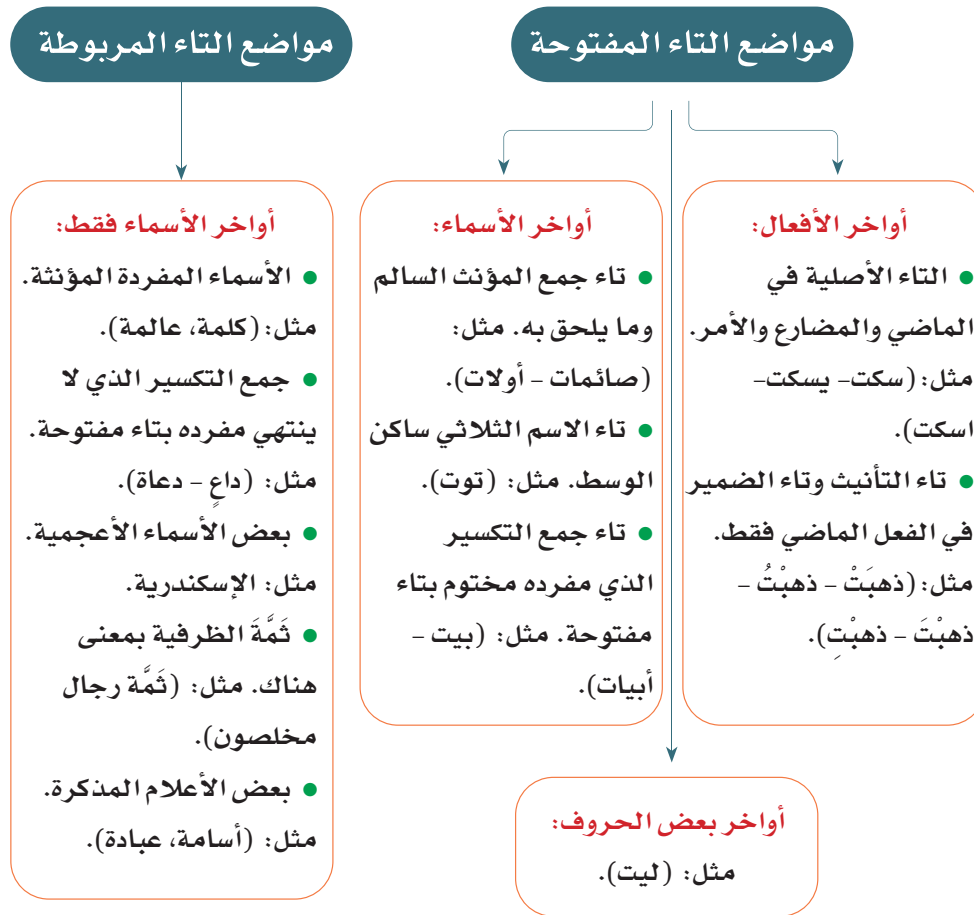 مواضع التاء المفتوحة
أواخر الأفعال:
● التاء الأصلية في
الماضي والمضارع والأمر.
مثل: (سكت- يسكت-
اسكت).
● تاء التأنيث وتاء الضمير
في الفعل الماضي فقط.
مثل: (ذهبَتْ - ذهبْتُ -
ذهبْتَ - ذهبْتِ).
أواخر الأسماء:
● تاء جمع المؤنث السالم
وما يلحق به. مثل:
(صائمات - أولات).
● تاء الاسم الثلاثي ساكن
الوسط. مثل: (توت).
● تاء جمع التكسير
الذي مفرده مختوم بتاء
مفتوحة. مثل: (بيت -
أبيات).
أواخر بعض الحروف:
مثل: (ليت).
مواضع التاء المربوطة
أواخر الأسماء فقط:
● الأسماء المفردة المؤنثة.
مثل: (كلمة، عالمة).
● جمع التكسير الذي لا
ينتهي مفرده بتاء مفتوحة.
مثل: (داعٍ - دعاة).
● بعض الأسماء الأعجمية.
مثل: الإسكندرية.
● ثَمَّةَ الظرفية بمعنى
هناك. مثل: (ثَمَّة رجال
مخلصون).
● بعض الأعلام المذكرة.
مثل: (أسامة، عبادة).